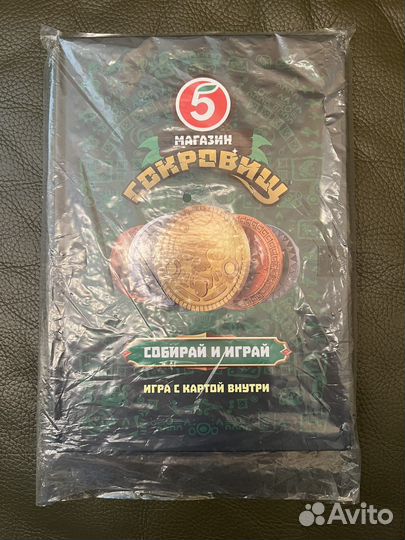 5
МАГАЗИН
СОКРОВИЩ
СОБИРАЙ И ИГРАЙ
ИГРА С КАРТОЙ ВНУТРИ
Avito